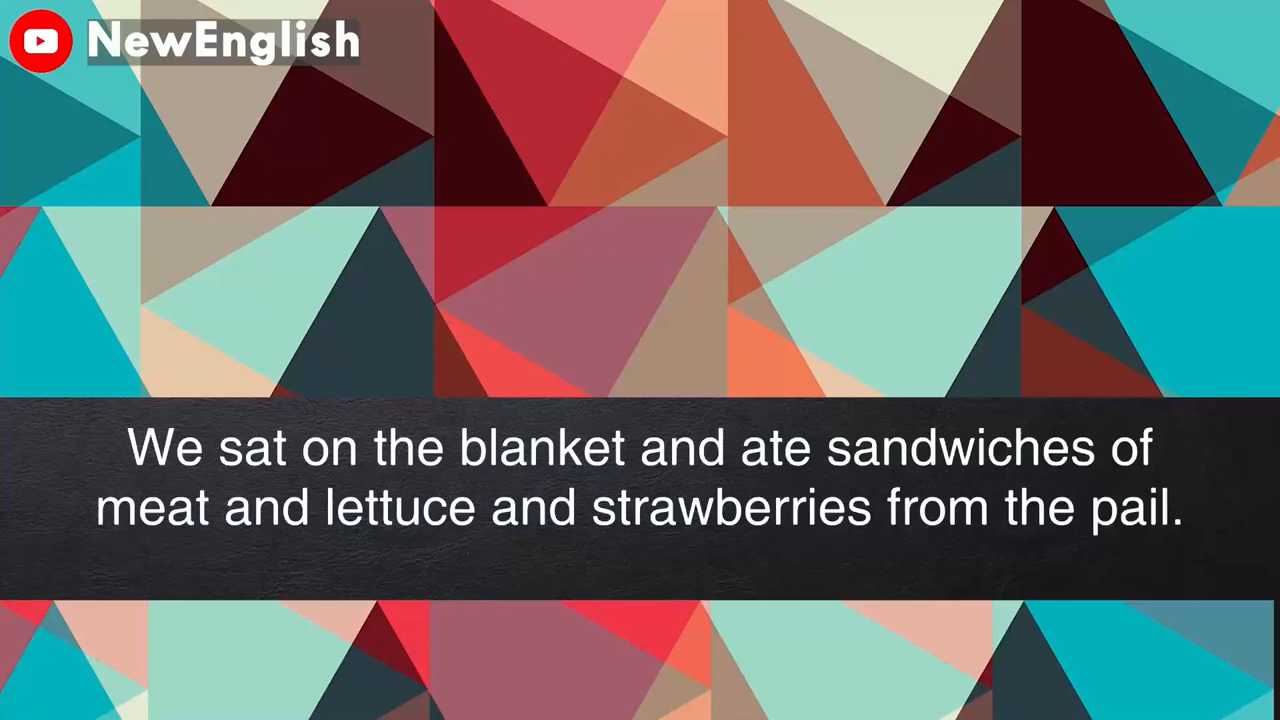 NewEnglish
We sat on the blanket and ate sandwiches of
meat and lettuce and strawberries from the pail.